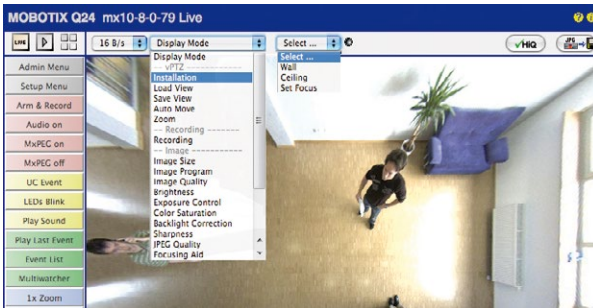 MOBOTIX Q24 mx10-8-0-79 Live
LIVE
16 B/s
Display Mode
Select ...
HiQ
JPG
Admin Menu
Setup Menu
Arm & Record
Audio on
MxPEG on
MxPEG off
UC Event
LEDs Blink
Play Sound
Play Last Event
Event List
Multiwatcher
1x Zoom
Display Mode
-- vPTZ --------
Installation
Load View
Save View
Auto Move
Zoom
-- Recording -------
Recording
-- Image --------
Image Size
Image Program
Image Quality
Brightness
Exposure Control
Color Saturation
Backlight Correction
Sharpness
JPEG Quality
Focusing Aid
Select ...
Wall
Ceiling
Set Focus